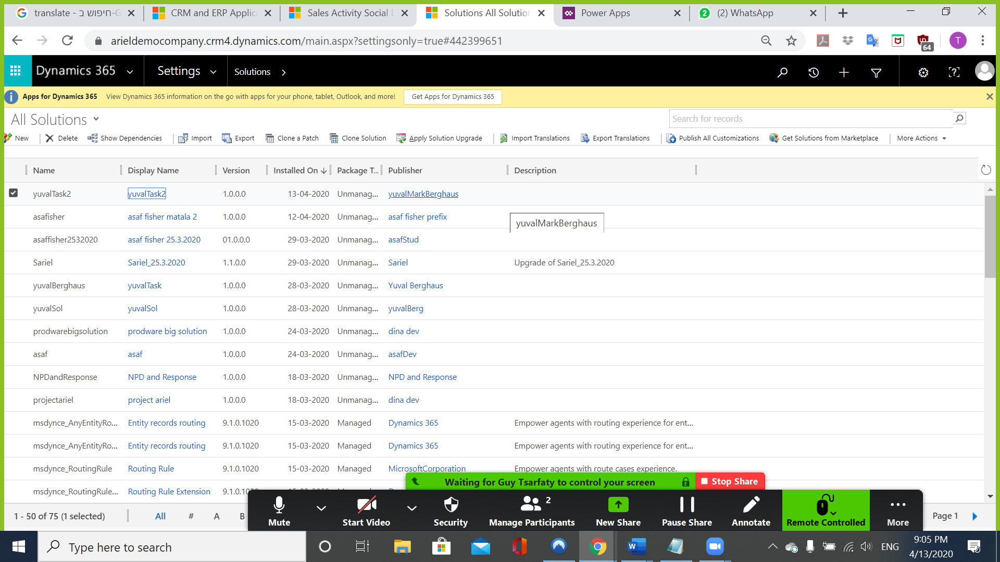 translate - חיפוש ב-G
CRM and ERP Applica
Sales Activity Social D
Solutions All Solution
Power Apps
2 (2) WhatsApp
arieldemocompany.crm4.dynamics.com/main.aspx?settingsonly=true#442399651
64
T
Dynamics 365 Settings Solutions
Apps for Dynamics 365 View Dynamics 365 information on the go with apps for your phone, tablet, Outlook, and more! Get Apps for Dynamics 365
All Solutions
Search for records
New Delete Show Dependencies Import Export Clone a Patch Clone Solution Apply Solution Upgrade Import Translations Export Translations Publish All Customizations Get Solutions from Marketplace More Actions
Name Display Name Version Installed On Package T... Publisher Description
yuvalTask2 yuvalTask2 1.0.0.0 13-04-2020 Unmanag... yuvalMarkBerghaus
asafisher asaf fisher matala 2 1.0.0.0 12-04-2020 Unmanag... asaf fisher prefix
yuvalMarkBerghaus
asaffisher2532020 asaf fisher 25.3.2020 01.0.0.0 29-03-2020 Unmanag... asafStud
Sariel Sariel_25.3.2020 1.1.0.0 29-03-2020 Unmanag... Sariel Upgrade of Sariel_25.3.2020
yuvalBerghaus yuvalTask 1.0.0.0 28-03-2020 Unmanag... Yuval Berghaus
yuvalSol yuvalSol 1.0.0.0 28-03-2020 Unmanag... yuvalBerg
prodwarebigsolution prodware big solution 1.0.0.0 24-03-2020 Unmanag... dina dev
asaf asaf 1.0.0.0 24-03-2020 Unmanag... asafDev
NPDandResponse NPD and Response 1.0.0.0 18-03-2020 Unmanag... NPD and Response
projectariel project ariel 1.0.0.0 18-03-2020 Unmanag... dina dev
msdynce_AnyEntityRo... Entity records routing 9.1.0.1020 15-03-2020 Managed Dynamics 365 Empower agents with routing experience for ent...
msdynce_AnyEntityRo... Entity records routing 9.1.0.1020 15-03-2020 Managed Dynamics 365 Empower agents with routing experience for ent...
msdynce_RoutingRule Routing Rule 9.1.0.1020 15-03-2020 Managed MicrosoftCorporation Empower agents with route cases experience.
msdynce_RoutingRule... Routing Rule Extension
Waiting for Guy Tsarfaty to control your screen Stop Share
1 - 50 of 75 (1 selected) All # A B
Mute Start Video Security Manage Participants 2 New Share Pause Share Annotate Remote Controlled More
Page 1
Type here to search
ENG
9:05 PM
4/13/2020